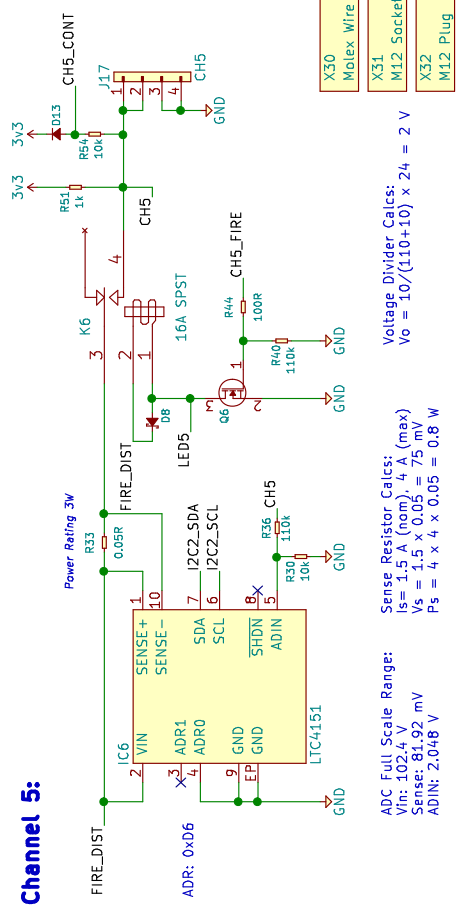 Channel 5:
FIRE_DIST
ADR: 0xD6
IC6
2
VIN
3
ADR1
4
ADR0
9
GND
EP
GND
LTC4151
GND
1
SENSE+
10
SENSE-
7
SDA
6
SCL
8
SHDN
5
ADIN
I2C2_SDA
I2C2_SCL
Power Rating 3W
R33
0.05R
R36
110k
CH5
R30
10k
GND
FIRE_DIST
LED5
D8
K6
3
4
2
1
16A SPST
Q6
3
1
2
GND
R44
100R
CH5_FIRE
R40
110k
GND
3v3
R51
1k
CH5
3v3
D13
CH5_CONT
R54
10k
J17
1
2
3
4
CH5
GND
ADC Full Scale Range:
Vin: 102.4 V
Sense: 81.92 mV
ADIN: 2.048 V
Sense Resistor Calcs:
Is= 1.5 A (nom), 4 A (max)
Vs = 1.5 x 0.05 = 75 mV
Ps = 4 x 4 x 0.05 = 0.8 W
Voltage Divider Calcs:
Vo = 10/(110+10) x 24 = 2 V
X30
Molex Wire
X31
M12 Socket
X32
M12 Plug